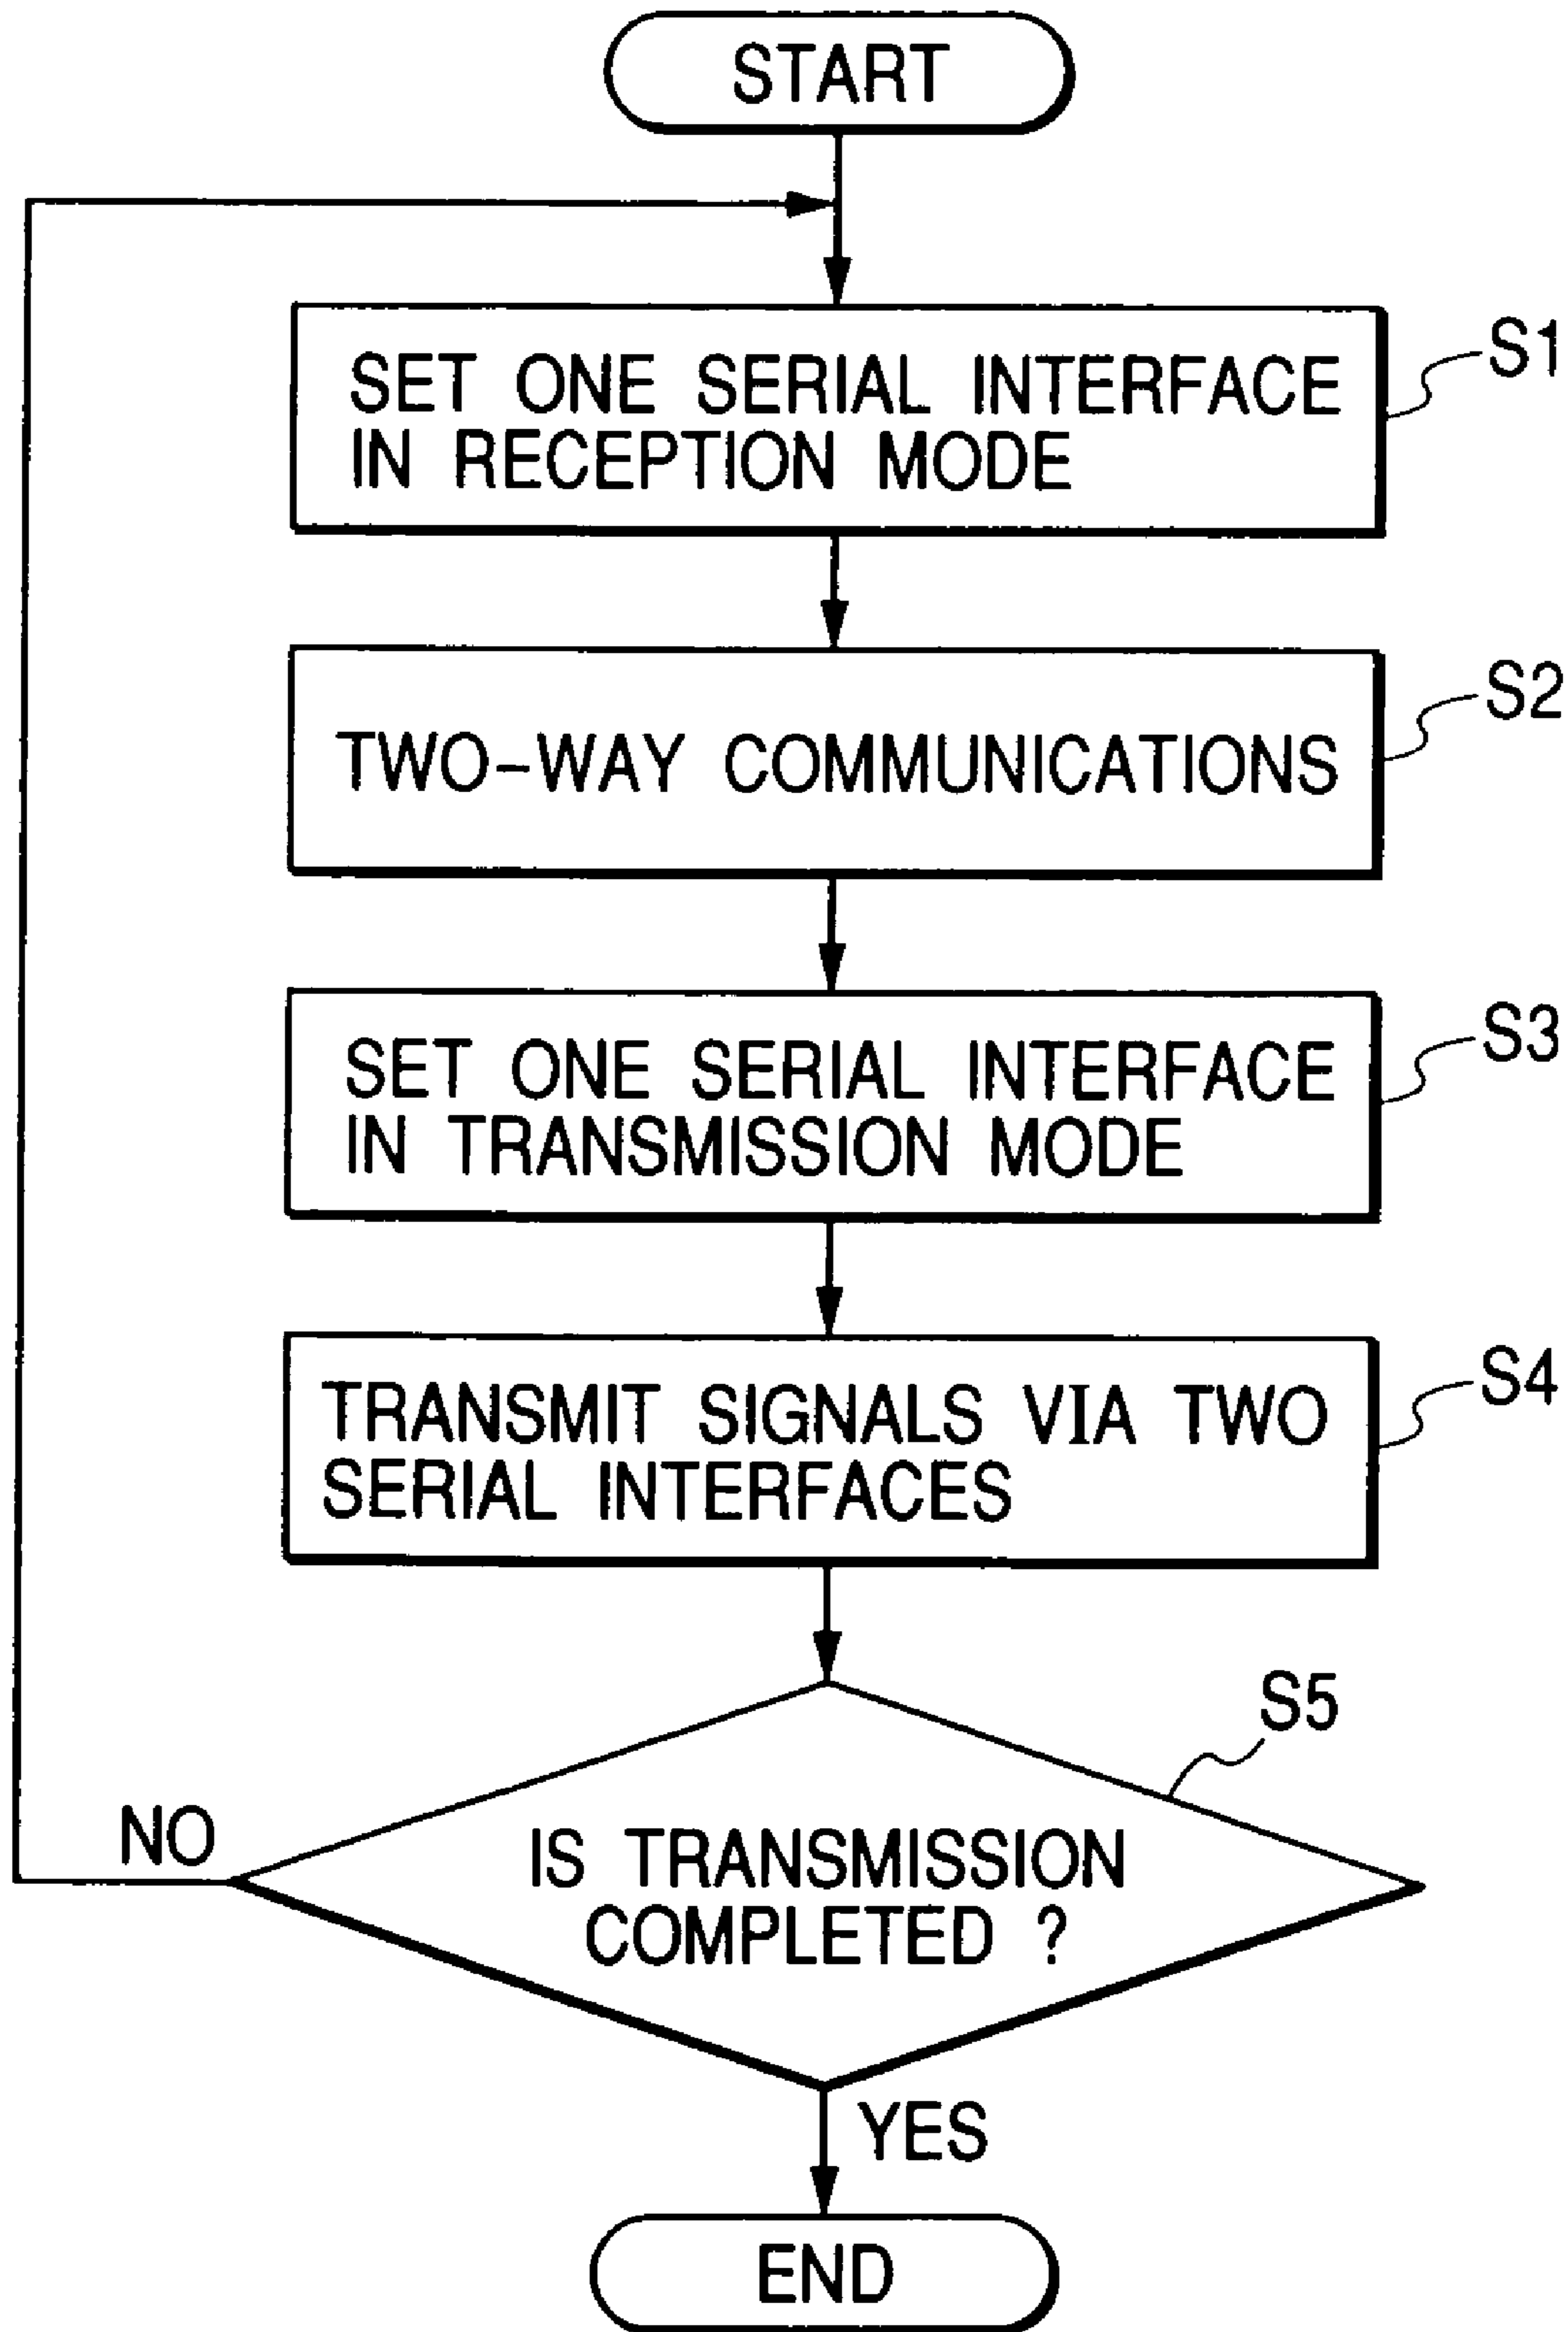 START
SET ONE SERIAL INTERFACE
IN RECEPTION MODE
S1
TWO-WAY COMMUNICATIONS
S2
SET ONE SERIAL INTERFACE
IN TRANSMISSION MODE
S3
TRANSMIT SIGNALS VIA TWO
SERIAL INTERFACES
S4
S5
IS TRANSMISSION
COMPLETED ?
NO
YES
END